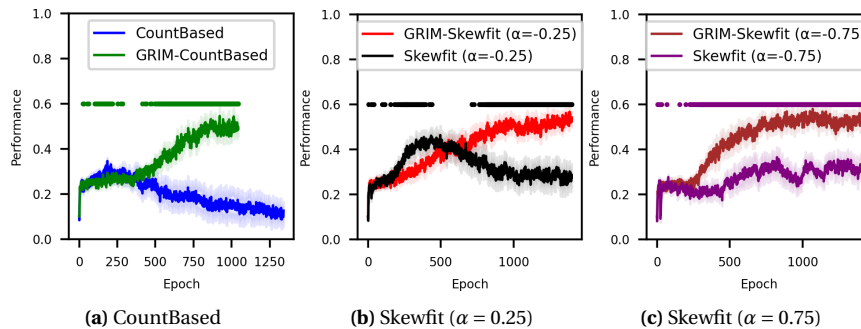 CountBased
GRIM-CountBased
1.0
0.8
0.6
0.4
0.2
0.0
Performance
0 250 500 750 1000 1250
Epoch
(a) CountBased
GRIM-Skewfit (α=-0.25)
Skewfit (α=-0.25)
1.0
0.8
0.6
0.4
0.2
0.0
Performance
0 500 1000
Epoch
(b) Skewfit (α = 0.25)
GRIM-Skewfit (α=-0.75)
Skewfit (α=-0.75)
1.0
0.8
0.6
0.4
0.2
0.0
Performance
0 500 1000
Epoch
(c) Skewfit (α = 0.75)